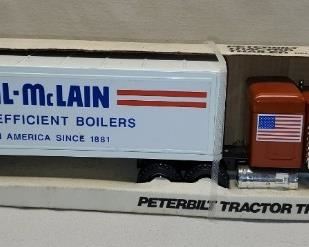 L-McLAIN
EFFICIENT BOILERS
AMERICA SINCE 1881
PETERBILT TRACTOR TR